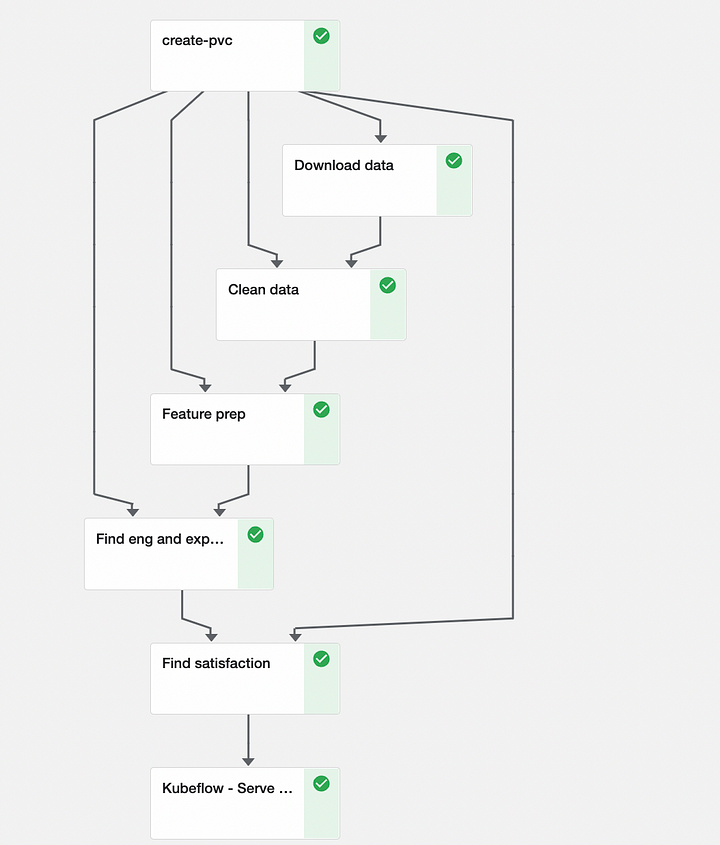 create-pvc
Download data
Clean data
Feature prep
Find eng and exp...
Find satisfaction
Kubeflow - Serve ...